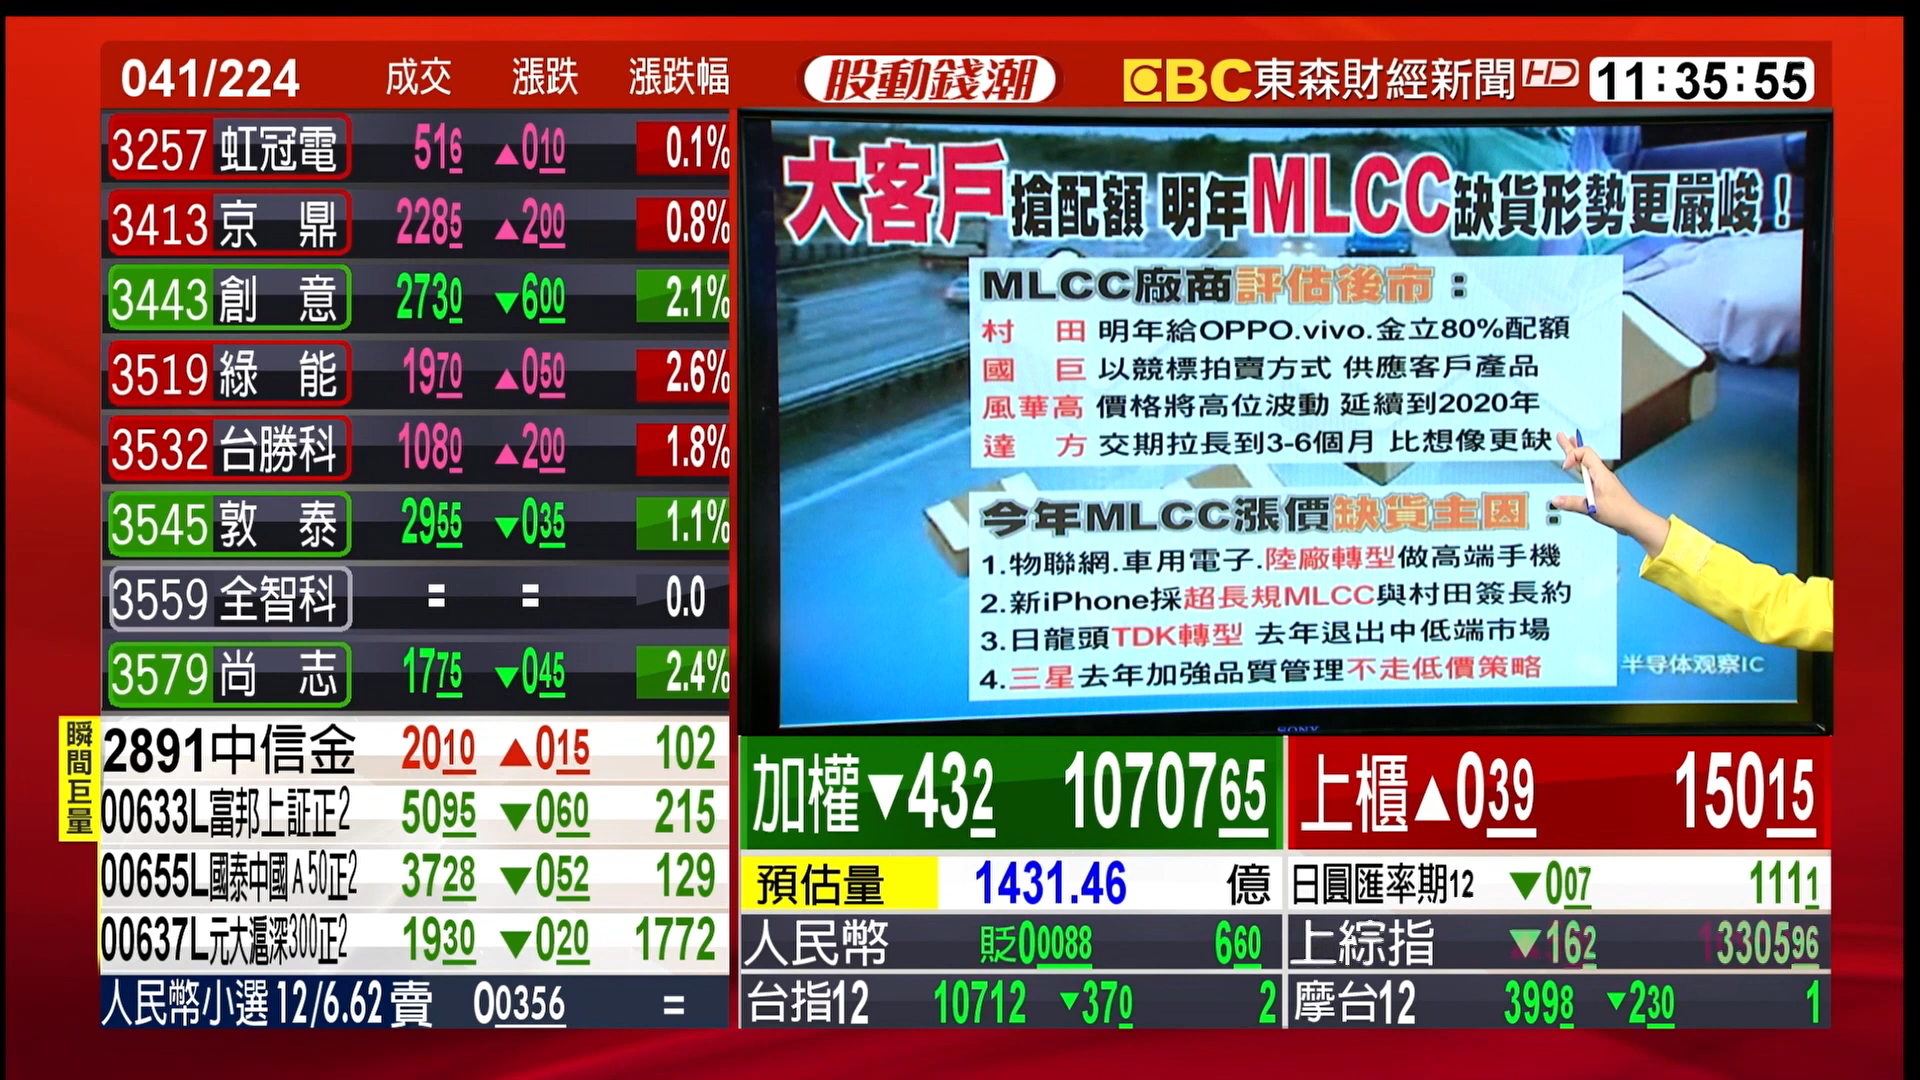 041/224 成交 漲跌 漲跌幅
股動錢潮
EBC 東森財經新聞 HD 11:35:55
3257 虹冠電 516 ▲010 0.1%
3413 京鼎 2285 ▲200 0.8%
3443 創意 2730 ▼600 2.1%
3519 綠能 1970 ▲050 2.6%
3532 台勝科 1080 ▲200 1.8%
3545 敦泰 2955 ▼035 1.1%
3559 全智科 = = 0.0
3579 尚志 1775 ▼045 2.4%
瞬間巨量
2891中信金 2010 ▲015 102
00633L富邦上証正2 5095 ▼060 215
00655L國泰中國A50正2 3728 ▼052 129
00637L元大滬深300正2 1930 ▼020 1772
人民幣小選12/6.62賣 00356 =
大客戶搶配額 明年MLCC缺貨形勢更嚴峻!
MLCC廠商評估後市:
村田 明年給OPPO.vivo.金立80%配額
國巨 以競標拍賣方式 供應客戶產品
風華高 價格將高位波動 延續到2020年
達方 交期拉長到3-6個月 比想像更缺
今年MLCC漲價缺貨主因:
1.物聯網.車用電子.陸廠轉型做高端手機
2.新iPhone採超長規MLCC與村田簽長約
3.日龍頭TDK轉型 去年退出中低端市場
4.三星去年加強品質管理不走低價策略
半导体观察IC
SONY
加權▼432 1070765
上櫃▲039 15015
預估量 1431.46 億
日圓匯率期12 ▼007 1111
人民幣 貶00088 660
上綜指 ▼162 330596
台指12 10712 ▼370 2
摩台12 3998 ▼230 1